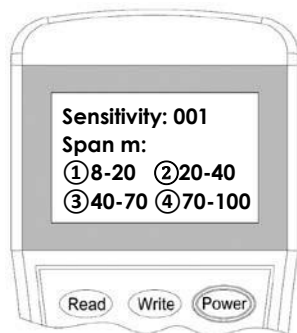 Sensitivity: 001
Span m:
①8-20 ②20-40
③40-70 ④70-100
Read Write Power